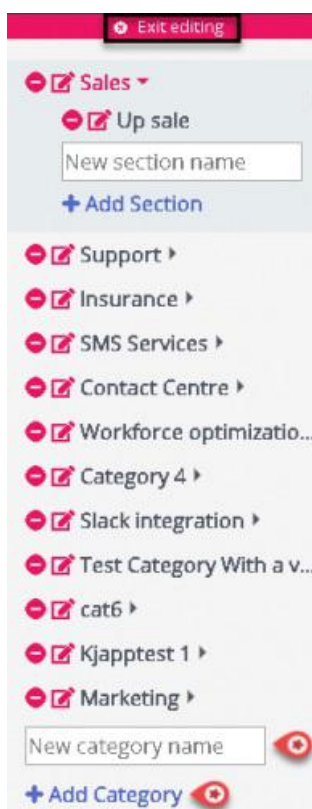 Exit editing
Sales
Up sale
New section name
+ Add Section
Support
Insurance
SMS Services
Contact Centre
Workforce optimizatio...
Category 4
Slack integration
Test Category With a v...
cat6
Kjapptest 1
Marketing
New category name
+ Add Category